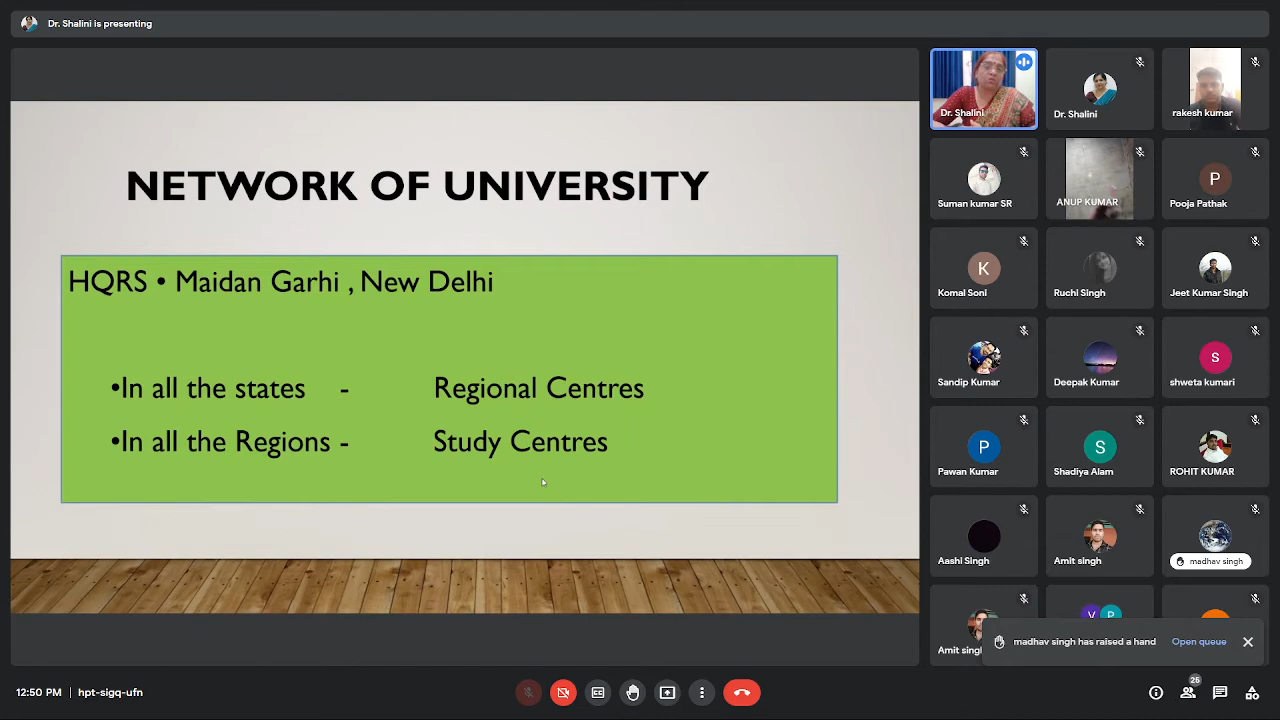 Dr. Shalini is presenting
NETWORK OF UNIVERSITY
HQRS • Maidan Garhi , New Delhi
•In all the states - Regional Centres
•In all the Regions - Study Centres
Dr. Shalini
Dr. Shalini
rakesh kumar
Suman kumar SR
ANUP KUMAR
P
Pooja Pathak
K
Komal Soni
Ruchi Singh
Jeet Kumar Singh
Sandip Kumar
Deepak Kumar
s
shweta kumari
P
Pawan Kumar
S
Shadiya Alam
ROHIT KUMAR
Aashi Singh
Amit singh
madhav singh
Amit singh
V P
madhav singh has raised a hand
Open queue
12:50 PM | hpt-sigq-ufn
26